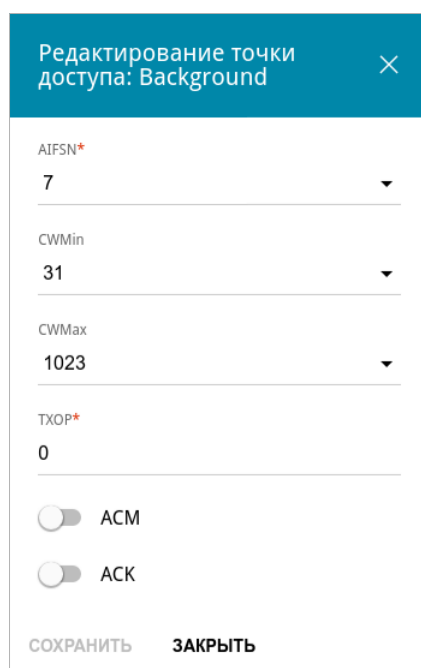 Редактирование точки
доступа: Background
AIFSN*
7
CWMin
31
CWMax
1023
TXOP*
0
ACM
ACK
СОХРАНИТЬ ЗАКРЫТЬ